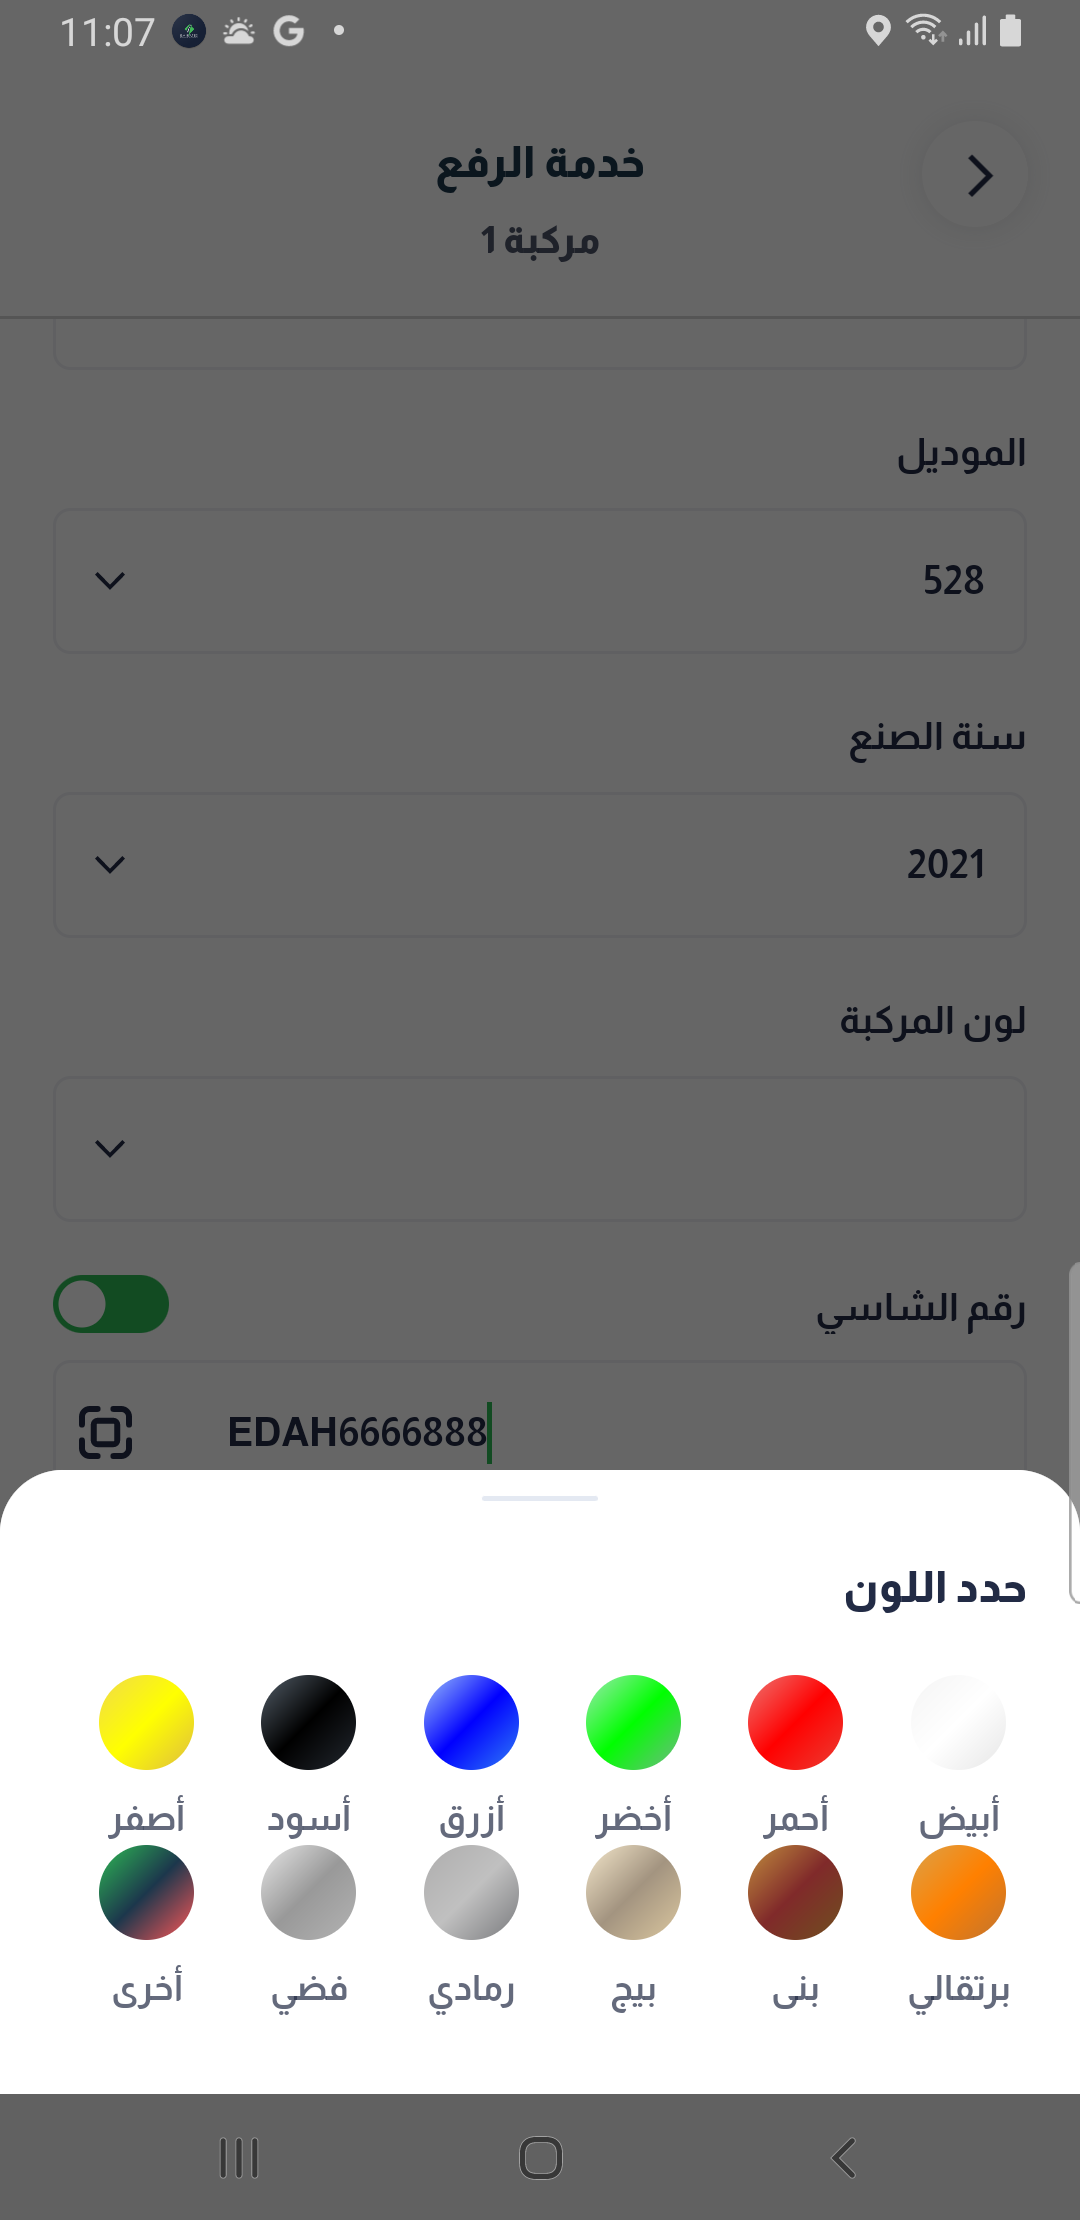 11:07
خدمة الرفع
مركبة 1
الموديل
528
سنة الصنع
2021
لون المركبة
رقم الشاسي
EDAH6666888
حدد اللون
أبيض أحمر أخضر أزرق أسود أصفر
برتقالي بنى بيج رمادي فضي أخرى